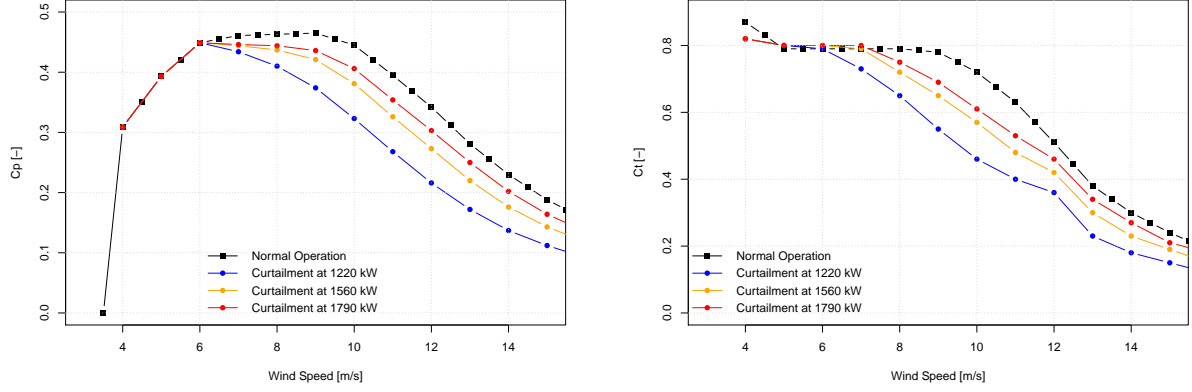 0.5
0.4
0.3
0.2
0.1
0.0
Cp [−]
Normal Operation
Curtailment at 1220 kW
Curtailment at 1560 kW
Curtailment at 1790 kW
4 6 8 10 12 14
Wind Speed [m/s]
0.8
0.6
0.4
0.2
0.0
Ct [−]
Normal Operation
Curtailment at 1220 kW
Curtailment at 1560 kW
Curtailment at 1790 kW
4 6 8 10 12 14
Wind Speed [m/s]